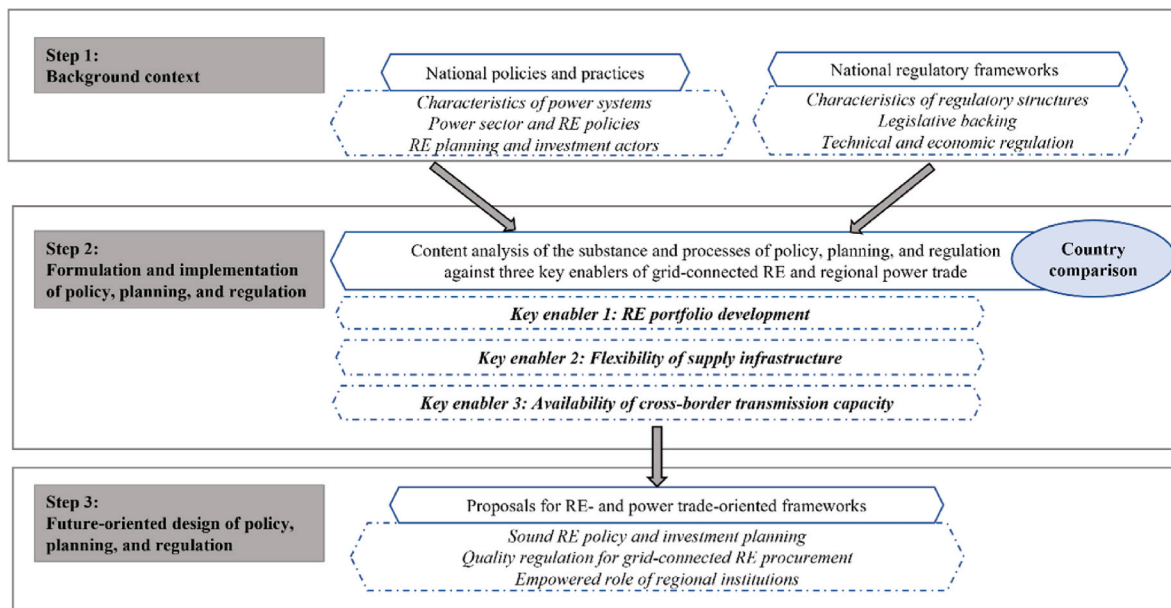 Step 1:
Background context
National policies and practices
Characteristics of power systems
Power sector and RE policies
RE planning and investment actors
National regulatory frameworks
Characteristics of regulatory structures
Legislative backing
Technical and economic regulation
Step 2:
Formulation and implementation
of policy, planning, and regulation
Content analysis of the substance and processes of policy, planning, and regulation
against three key enablers of grid-connected RE and regional power trade
Country
comparison
Key enabler 1: RE portfolio development
Key enabler 2: Flexibility of supply infrastructure
Key enabler 3: Availability of cross-border transmission capacity
Step 3:
Future-oriented design of policy,
planning, and regulation
Proposals for RE- and power trade-oriented frameworks
Sound RE policy and investment planning
Quality regulation for grid-connected RE procurement
Empowered role of regional institutions